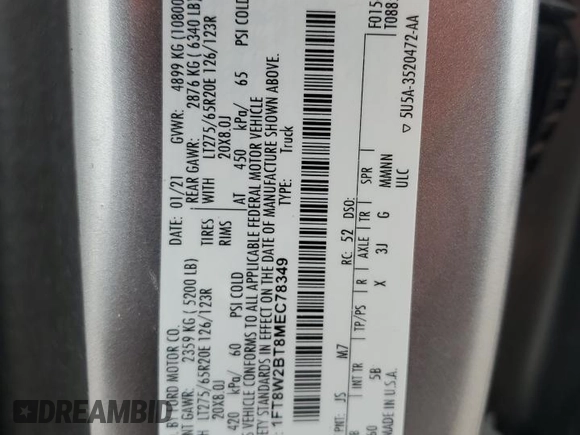 BY FORD MOTOR CO. DATE: 01/21 GVWR: 4899 KG (10800
GAWR: 2359 KG (5200 LB) REAR GAWR: 2876 KG (6340 LB)
LT275/65R20E 126/123R TIRES WITH LT275/65R20E 126/123R
20X8.0J RIMS 20X8.0J
420 kPa/ 60 PSI COLD AT 450 kPa/ 65 PSI COLD
VEHICLE CONFORMS TO ALL APPLICABLE FEDERAL MOTOR VEHICLE
STANDARDS IN EFFECT ON THE DATE OF MANUFACTURE SHOWN ABOVE.
1FT8W2BT8MEC78349 TYPE: Truck
F015
T088
PNT: JS M7 RC: 52 DSO:
INT TR TP/PS R AXLE TR SPR
5B X 3J G MMNN
MADE IN U.S.A. ULC
▽ 5U5A-3520472-AA
DREAMBID